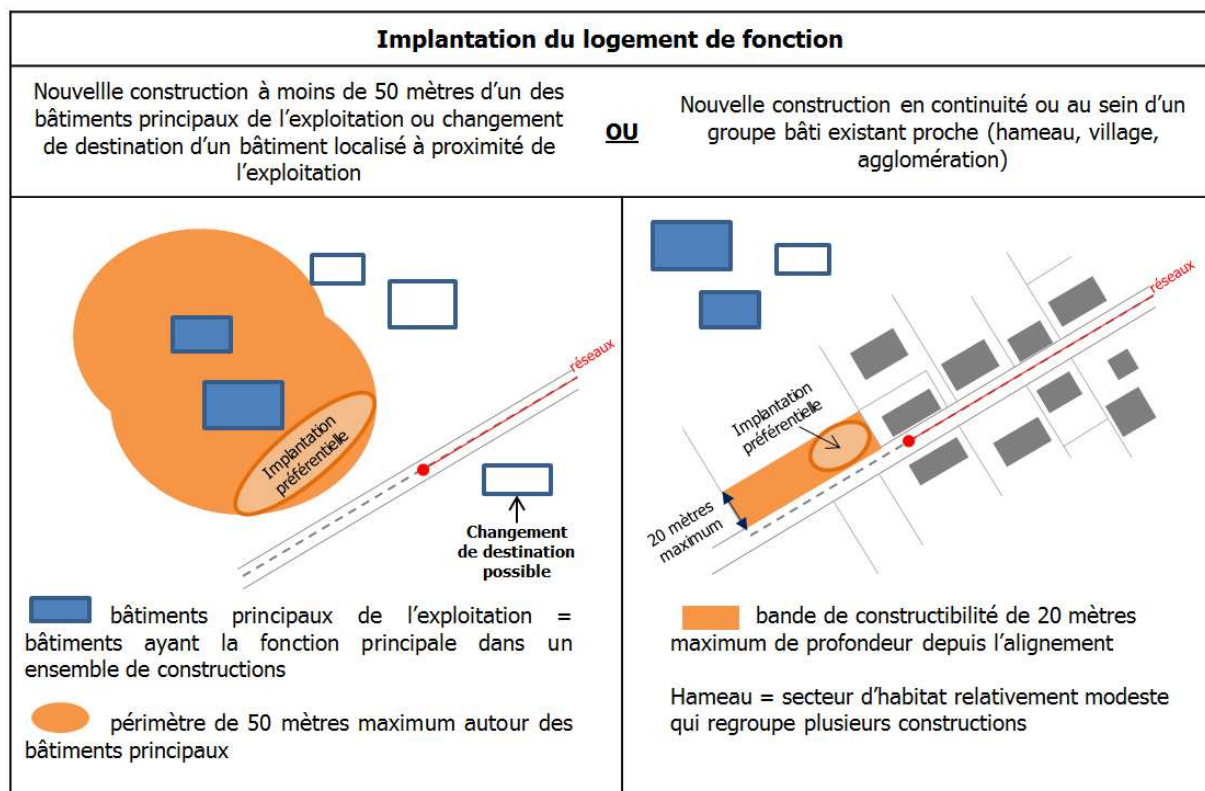 Implantation du logement de fonction
Nouvellle construction à moins de 50 mètres d’un des
bâtiments principaux de l’exploitation ou changement
de destination d’un bâtiment localisé à proximité de
l’exploitation
OU
Nouvelle construction en continuité ou au sein d’un
groupe bâti existant proche (hameau, village,
agglomération)
réseaux
Implantation
préférentielle
Changement
de destination
possible
bâtiments principaux de l’exploitation =
bâtiments ayant la fonction principale dans un
ensemble de constructions
périmètre de 50 mètres maximum autour des
bâtiments principaux
réseaux
Implantation
préférentielle
20 mètres
maximum
bande de constructibilité de 20 mètres
maximum de profondeur depuis l’alignement
Hameau = secteur d’habitat relativement modeste
qui regroupe plusieurs constructions